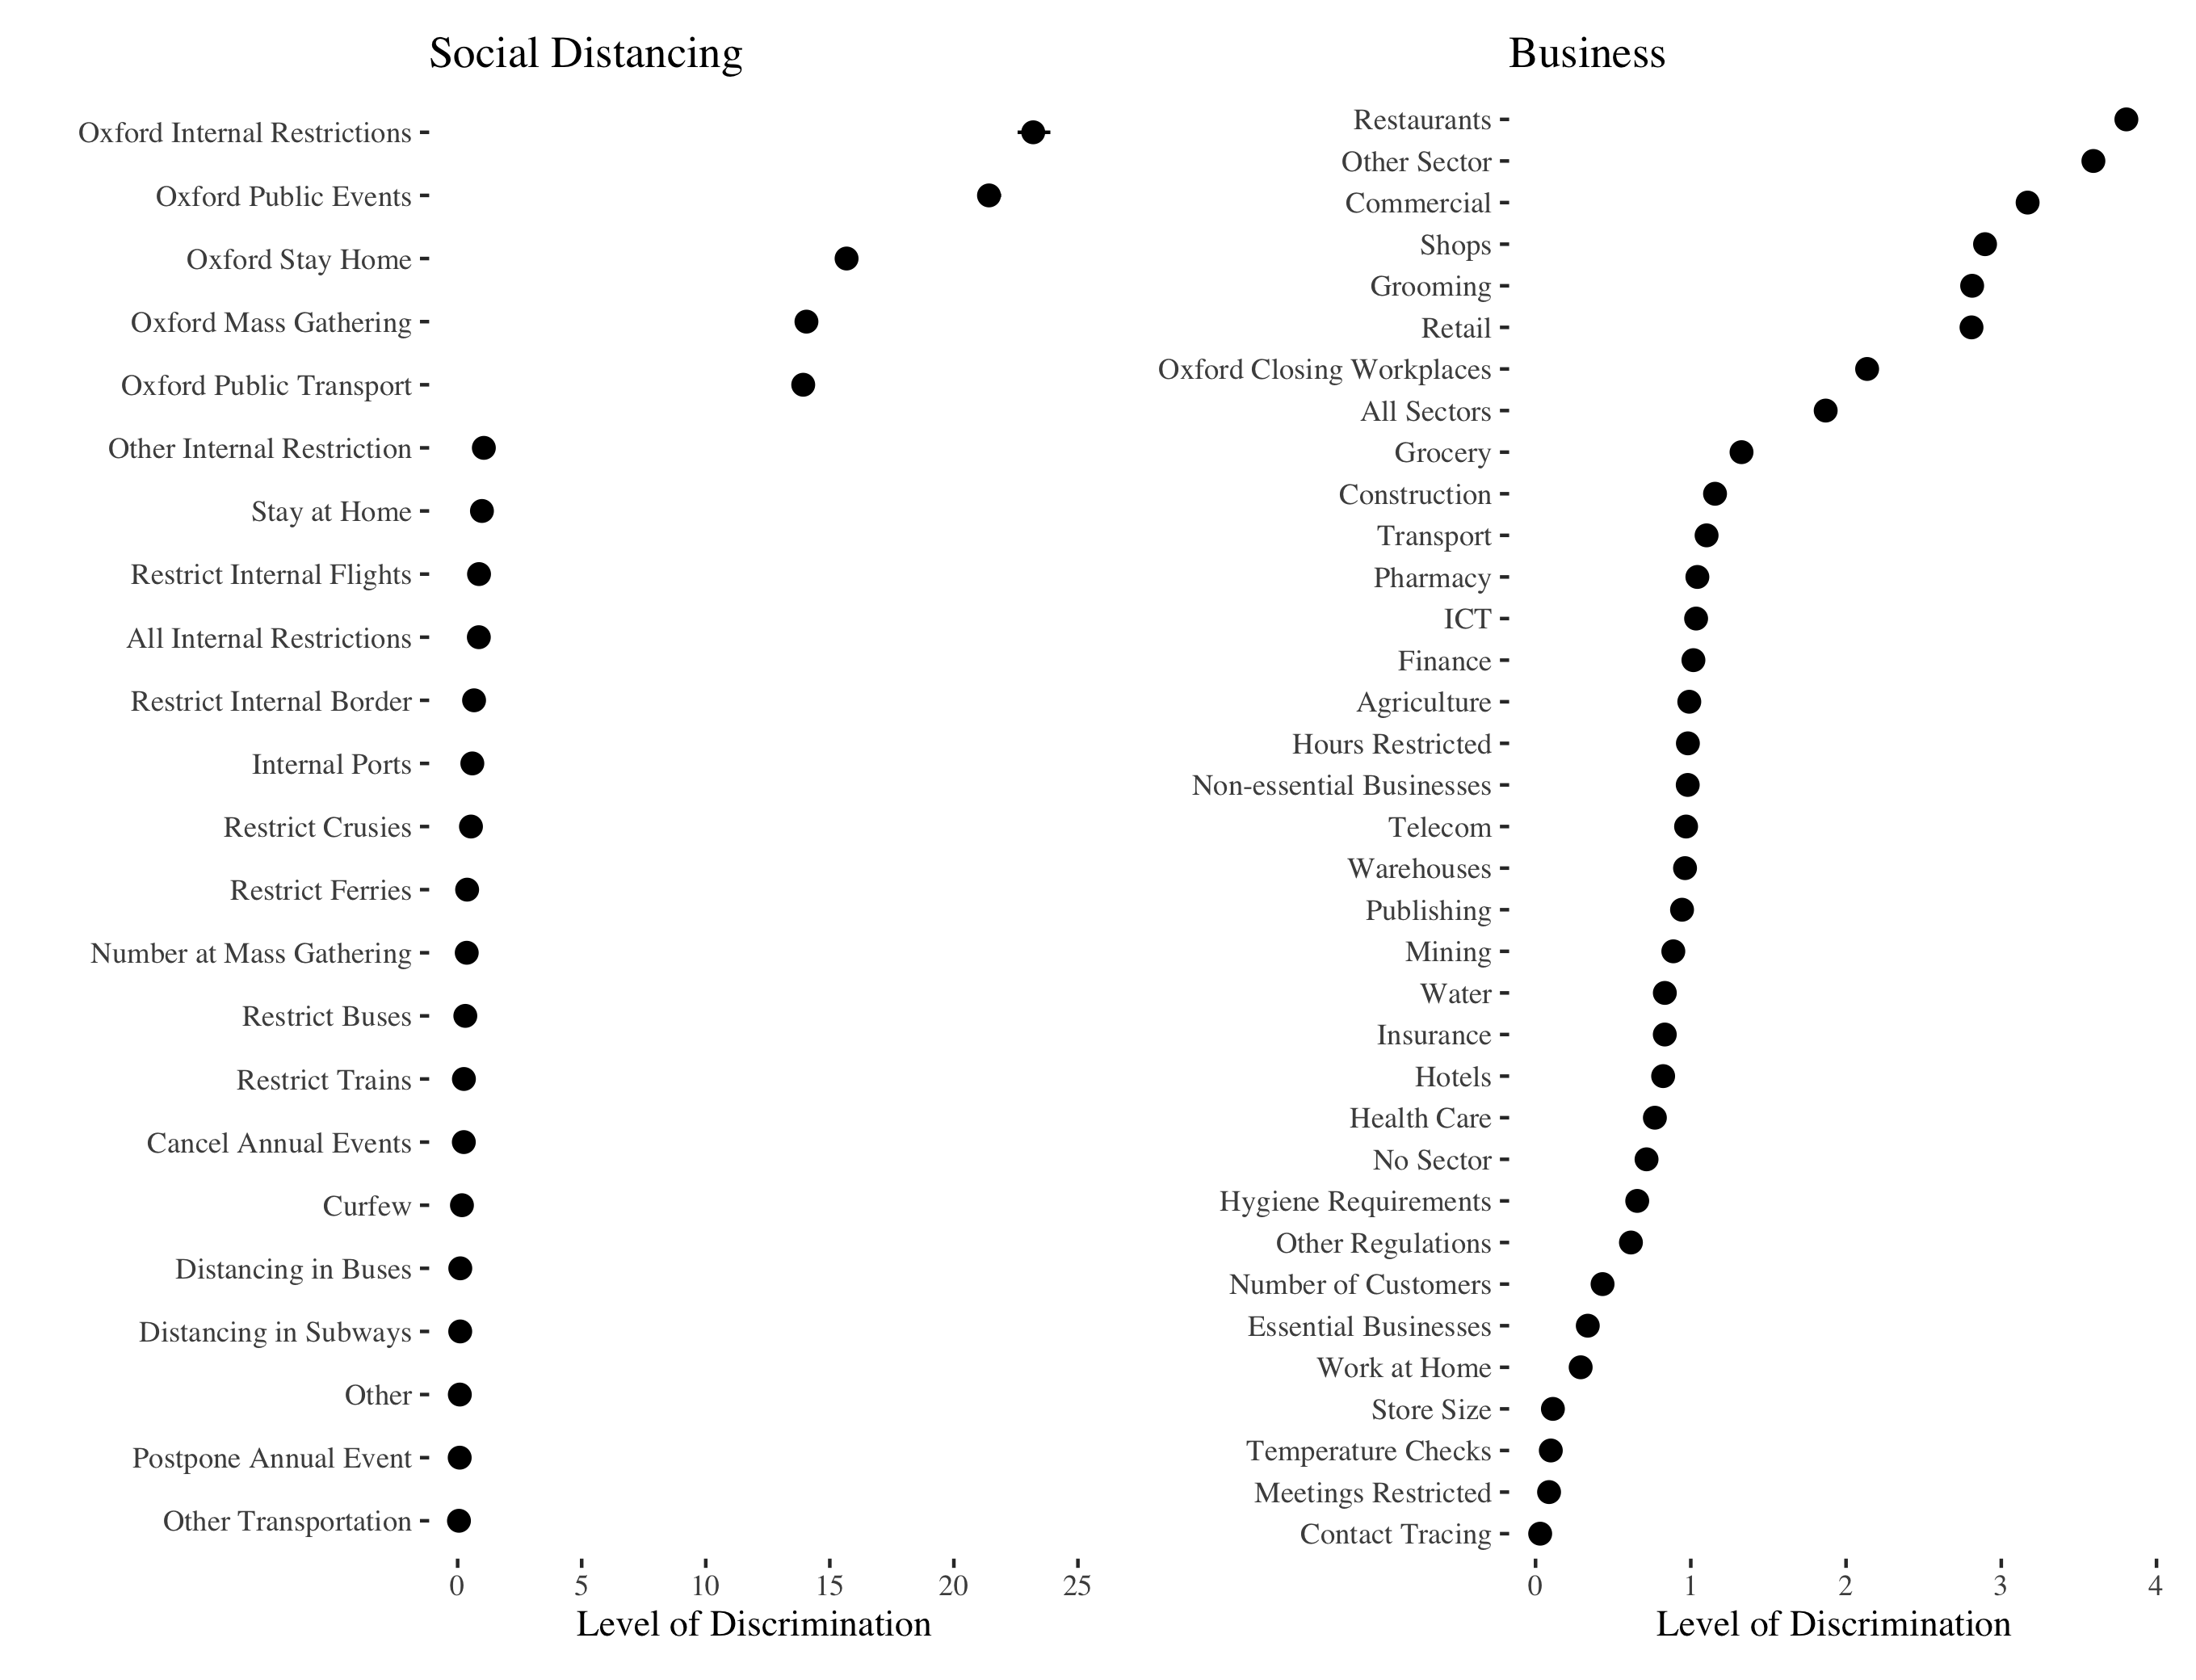 Social Distancing
Oxford Internal Restrictions
Oxford Public Events
Oxford Stay Home
Oxford Mass Gathering
Oxford Public Transport
Other Internal Restriction
Stay at Home
Restrict Internal Flights
All Internal Restrictions
Restrict Internal Border
Internal Ports
Restrict Crusies
Restrict Ferries
Number at Mass Gathering
Restrict Buses
Restrict Trains
Cancel Annual Events
Curfew
Distancing in Buses
Distancing in Subways
Other
Postpone Annual Event
Other Transportation
0 5 10 15 20 25
Level of Discrimination
Business
Restaurants
Other Sector
Commercial
Shops
Grooming
Retail
Oxford Closing Workplaces
All Sectors
Grocery
Construction
Transport
Pharmacy
ICT
Finance
Agriculture
Hours Restricted
Non-essential Businesses
Telecom
Warehouses
Publishing
Mining
Water
Insurance
Hotels
Health Care
No Sector
Hygiene Requirements
Other Regulations
Number of Customers
Essential Businesses
Work at Home
Store Size
Temperature Checks
Meetings Restricted
Contact Tracing
0 1 2 3 4
Level of Discrimination